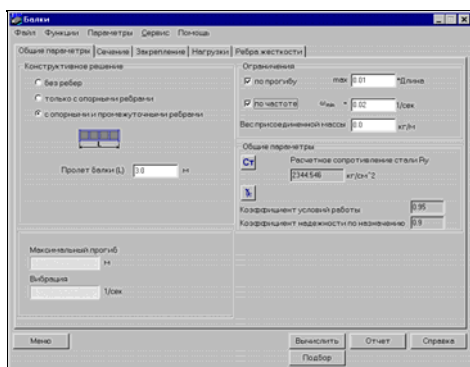 Балки
Файл Функции Параметры Сервис Помощь
Общие параметры Сечение Закрепление Нагрузки Ребра жесткости
Конструктивное решение
без ребер
только с опорными ребрами
с опорными и промежуточными ребрами
L
Пролет балки (L) 3.0 м
Ограничения
по прогибу max 0.01 *Длина
по частоте = 0.02 1/сек
Вес присоединенной массы 0.0 кг/м
Общие параметры
Ст Расчетное сопротивление стали Ry
2344.546 кг/см^2
Коэффициент условий работы 0.95
Коэффициент надежности по назначению 0.9
Максимальный прогиб
м
Вибрация
1/сек
Меню Вычислить Отчет Справка
Подбор